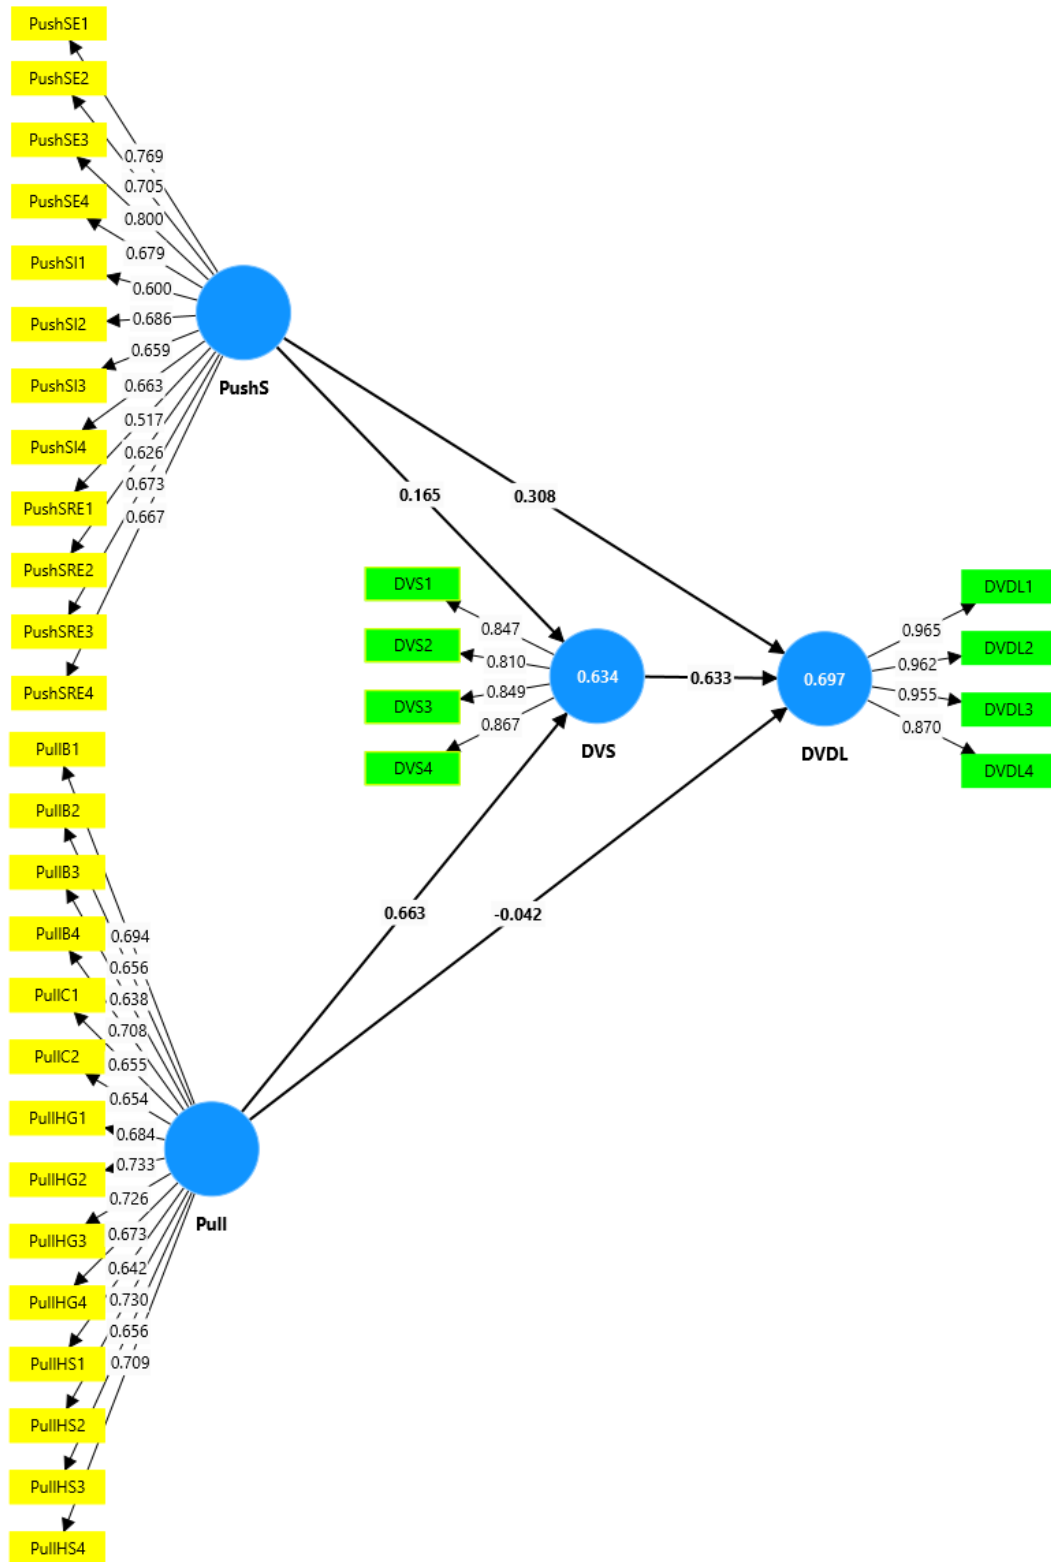 PushSE1
PushSE2
PushSE3
PushSE4
PushSI1
PushSI2
PushSI3
PushSI4
PushSRE1
PushSRE2
PushSRE3
PushSRE4
0.769
0.705
0.800
0.679
0.600
0.686
0.659
0.663
0.517
0.626
0.673
0.667
PushS
0.165
0.308
DVS1
DVS2
DVS3
DVS4
0.847
0.810
0.849
0.867
0.634
DVS
0.633
0.697
DVDL
0.965
0.962
0.955
0.870
DVDL1
DVDL2
DVDL3
DVDL4
PullB1
PullB2
PullB3
PullB4
PullC1
PullC2
PullHG1
PullHG2
PullHG3
PullHG4
PullHS1
PullHS2
PullHS3
PullHS4
0.694
0.656
0.638
0.708
0.655
0.654
0.684
0.733
0.726
0.673
0.642
0.730
0.656
0.709
Pull
0.663
-0.042